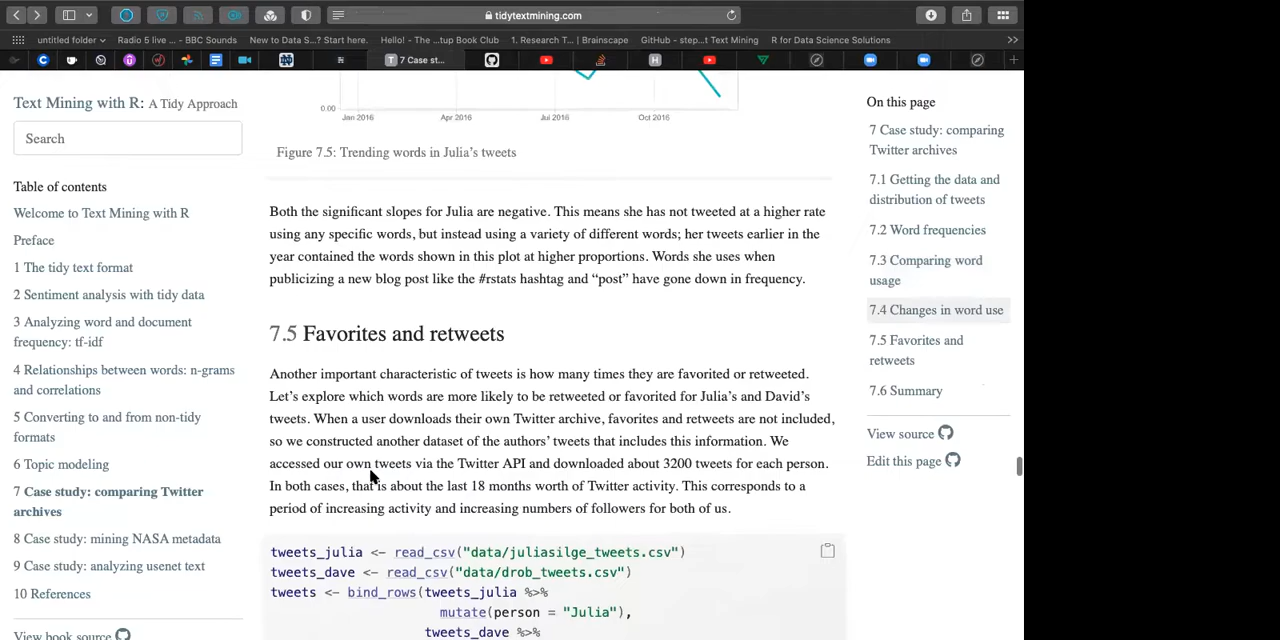 tidytextmining.com
untitled folder
Radio 5 live ... - BBC Sounds
New to Data S...? Start here.
Hello! - The ...tup Book Club
1. Research T... | Brainscape
GitHub - step...t Text Mining
R for Data Science Solutions
7 Case st...
Text Mining with R: A Tidy Approach
Search
Table of contents
Welcome to Text Mining with R
Preface
1 The tidy text format
2 Sentiment analysis with tidy data
3 Analyzing word and document
frequency: tf-idf
4 Relationships between words: n-grams
and correlations
5 Converting to and from non-tidy
formats
6 Topic modeling
7 Case study: comparing Twitter
archives
8 Case study: mining NASA metadata
9 Case study: analyzing usenet text
10 References
View book source
0.00
Jan 2016
Apr 2016
Jul 2016
Oct 2016
Figure 7.5: Trending words in Julia's tweets
Both the significant slopes for Julia are negative. This means she has not tweeted at a higher rate
using any specific words, but instead using a variety of different words; her tweets earlier in the
year contained the words shown in this plot at higher proportions. Words she uses when
publicizing a new blog post like the #rstats hashtag and “post” have gone down in frequency.
7.5 Favorites and retweets
Another important characteristic of tweets is how many times they are favorited or retweeted.
Let's explore which words are more likely to be retweeted or favorited for Julia's and David's
tweets. When a user downloads their own Twitter archive, favorites and retweets are not included,
so we constructed another dataset of the authors' tweets that includes this information. We
accessed our own tweets via the Twitter API and downloaded about 3200 tweets for each person.
In both cases, that is about the last 18 months worth of Twitter activity. This corresponds to a
period of increasing activity and increasing numbers of followers for both of us.
tweets_julia <- read_csv("data/juliasilge_tweets.csv")
tweets_dave <- read_csv("data/drob_tweets.csv")
tweets <- bind_rows(tweets_julia %>%
mutate(person = "Julia"),
tweets_dave %>%
On this page
7 Case study: comparing
Twitter archives
7.1 Getting the data and
distribution of tweets
7.2 Word frequencies
7.3 Comparing word
usage
7.4 Changes in word use
7.5 Favorites and
retweets
7.6 Summary
View source
Edit this page